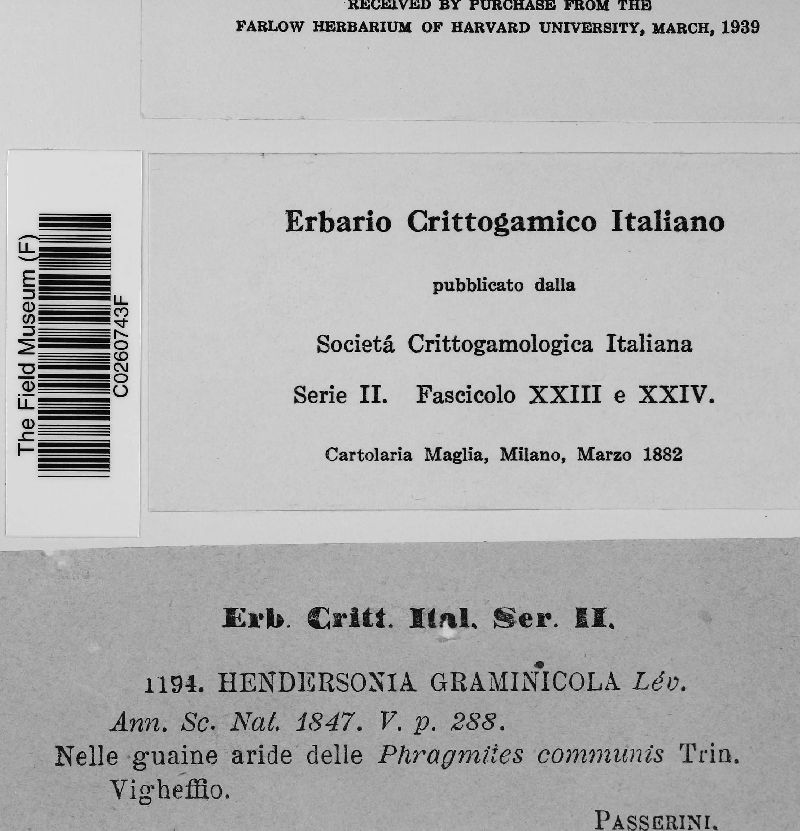 RECEIVED BY PURCHASE FROM THE
FARLOW HERBARIUM OF HARVARD UNIVERSITY, MARCH, 1939
The Field Museum (F)
C0260743F
Erbario Crittogamico Italiano
pubblicato dalla
Societá Crittogamologica Italiana
Serie II. Fascicolo XXIII e XXIV.
Cartolaria Maglia, Milano, Marzo 1882
Erb. Critt. Ital. Ser. II.
1194. HENDERSONIA GRAMINICOLA Lév.
Ann. Sc. Nat. 1847. V. p. 288.
Nelle guaine aride delle Phragmites communis Trin.
Vigheffio.
PASSERINI.